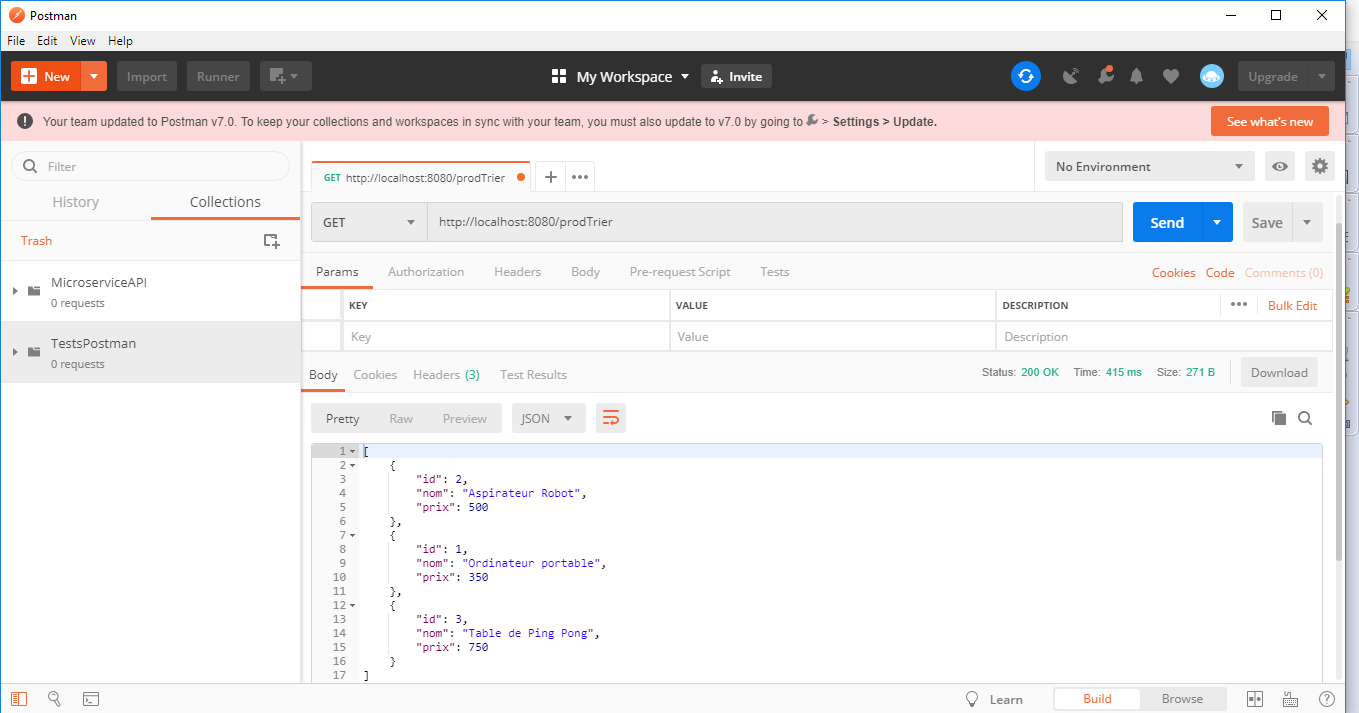 Postman
File Edit View Help
New Import Runner My Workspace Invite Upgrade
Your team updated to Postman v7.0. To keep your collections and workspaces in sync with your team, you must also update to v7.0 by going to > Settings > Update. See what's new
Filter
History Collections
Trash
MicroserviceAPI
0 requests
TestsPostman
0 requests
GET http://localhost:8080/prodTrier No Environment
GET http://localhost:8080/prodTrier Send Save
Params Authorization Headers Body Pre-request Script Tests Cookies Code Comments (0)
KEY VALUE DESCRIPTION Bulk Edit
Key Value Description
Body Cookies Headers (3) Test Results Status: 200 OK Time: 415 ms Size: 271 B Download
Pretty Raw Preview JSON
1 [
2 {
3 "id": 2,
4 "nom": "Aspirateur Robot",
5 "prix": 500
6 },
7 {
8 "id": 1,
9 "nom": "Ordinateur portable",
10 "prix": 350
11 },
12 {
13 "id": 3,
14 "nom": "Table de Ping Pong",
15 "prix": 750
16 }
17 ]
Learn Build Browse